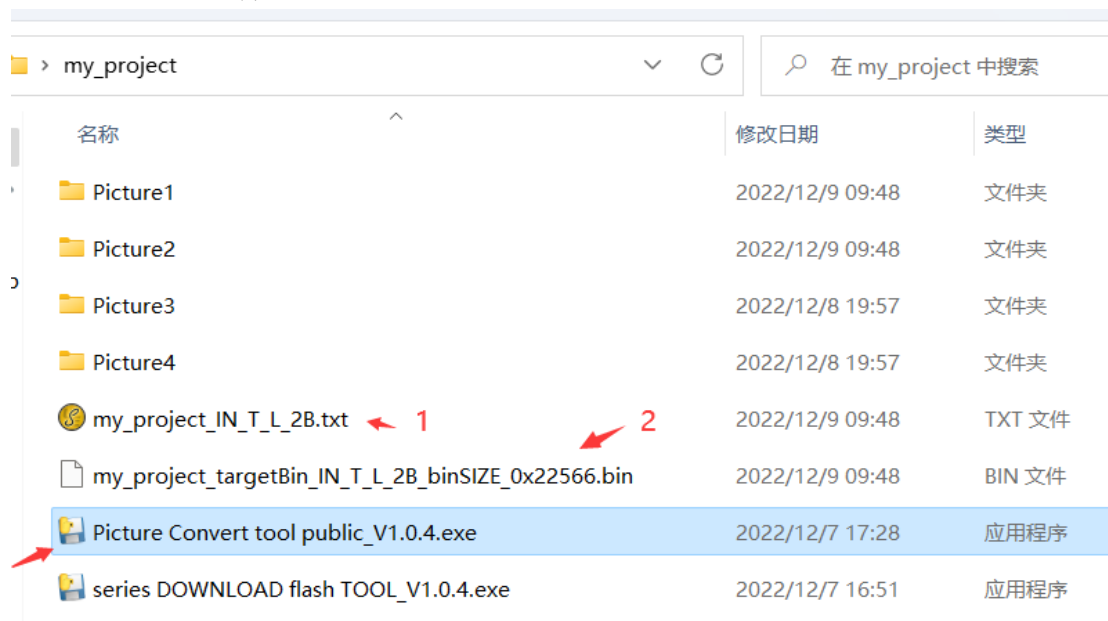 my_project
在 my_project 中搜索
名称 修改日期 类型
Picture1 2022/12/9 09:48 文件夹
Picture2 2022/12/9 09:48 文件夹
Picture3 2022/12/8 19:57 文件夹
Picture4 2022/12/8 19:57 文件夹
my_project_IN_T_L_2B.txt 1 2022/12/9 09:48 TXT 文件
2
my_project_targetBin_IN_T_L_2B_binSIZE_0x22566.bin 2022/12/9 09:48 BIN 文件
Picture Convert tool public_V1.0.4.exe 2022/12/7 17:28 应用程序
series DOWNLOAD flash TOOL_V1.0.4.exe 2022/12/7 16:51 应用程序